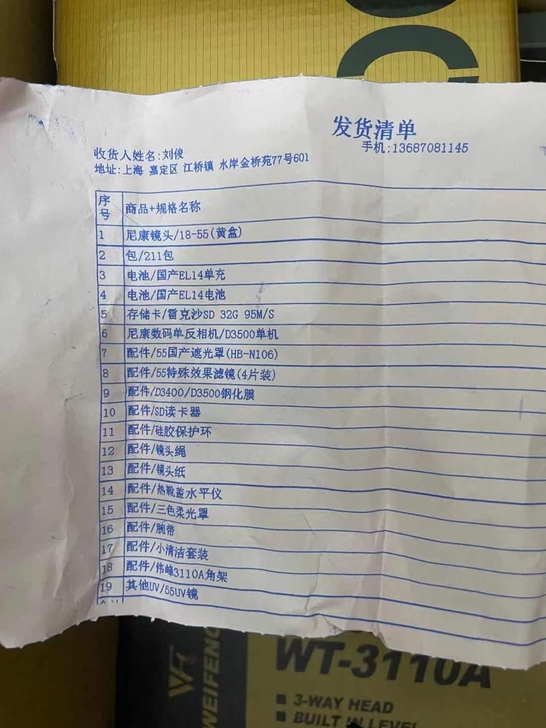 发货清单
收货人姓名:刘俊
手机:13687081145
地址:上海 嘉定区 江桥镇 水岸金桥苑77号601
序号 商品+规格名称
1 尼康镜头/18-55(黄盒)
2 包/211包
3 电池/国产EL14单充
4 电池/国产EL14电池
5 存储卡/雷克沙SD 32G 95M/S
6 尼康数码单反相机/D3500单机
7 配件/55国产遮光罩(HB-N106)
8 配件/55特殊效果滤镜(4片装)
9 配件/D3400/D3500钢化膜
10 配件/SD读卡器
11 配件/硅胶保护环
12 配件/镜头绳
13 配件/镜头纸
14 配件/热靴盖水平仪
15 配件/三色柔光罩
16 配件/腕带
17 配件/小清洁套装
18 配件/伟峰3110A角架
19 其他UV/55UV镜
WEIFENG
WT-3110A
3-WAY HEAD
BUILT IN LEVEL